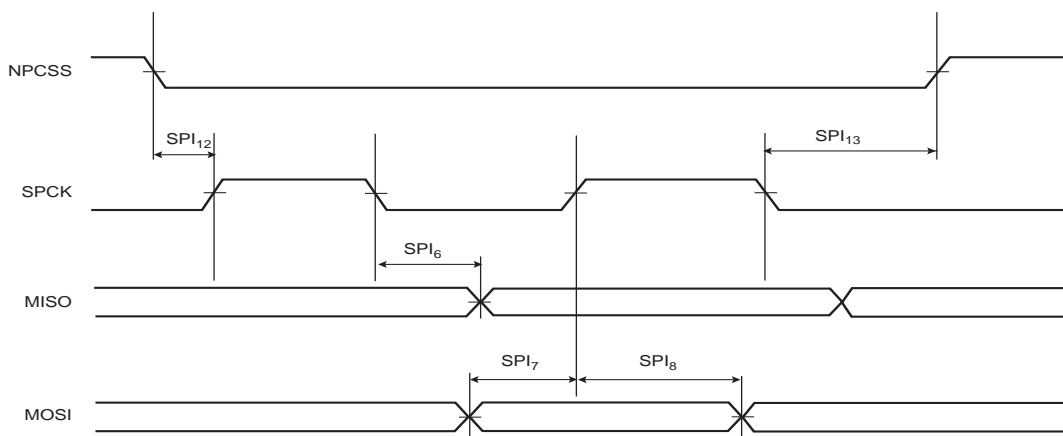 NPCSS
SPI₁₂
SPI₁₃
SPCK
SPI₆
MISO
SPI₇
SPI₈
MOSI